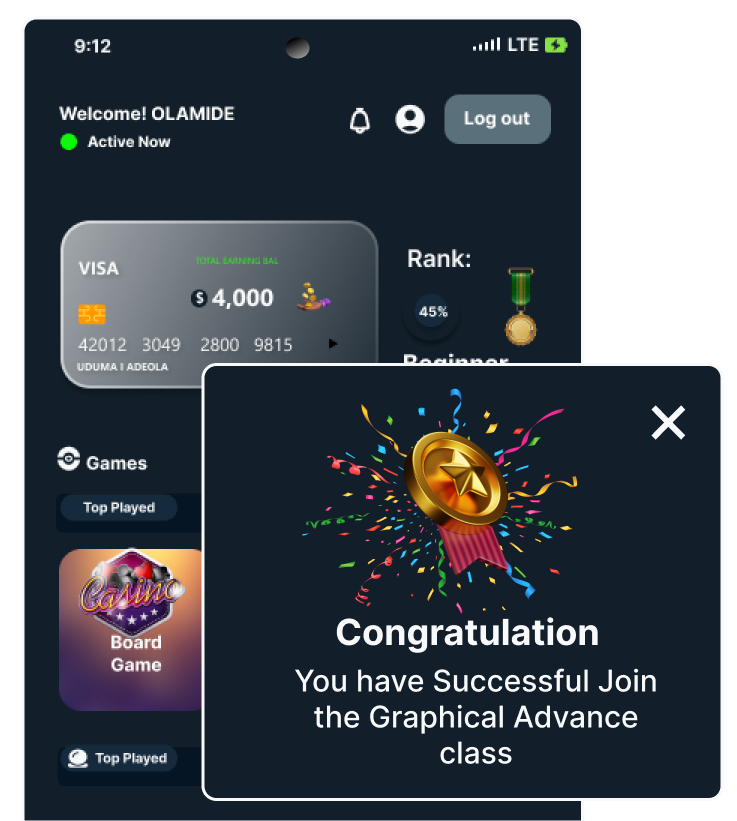 9:12
LTE
Welcome! OLAMIDE
Active Now
Log out
VISA
TOTAL EARNING BAL
$ 4,000
42012 3049 2800 9815
UDUMA I ADEOLA
Rank:
45%
Beginner
Games
Top Played
Casino
Board
Game
Top Played
Congratulation
You have Successful Join
the Graphical Advance
class